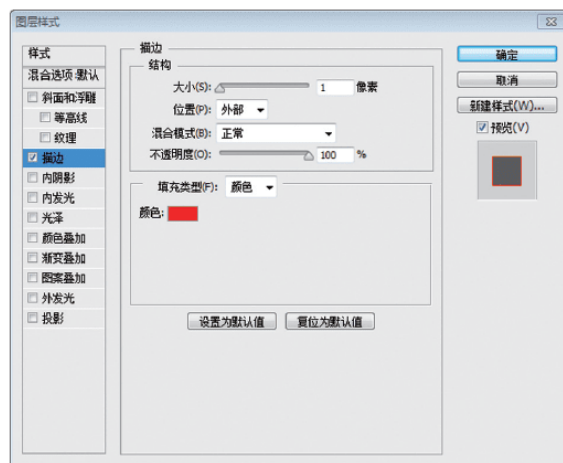 图层样式
样式
混合选项:默认
斜面和浮雕
等高线
纹理
描边
内阴影
内发光
光泽
颜色叠加
渐变叠加
图案叠加
外发光
投影
描边
结构
大小(S): 1 像素
位置(P): 外部
混合模式(B): 正常
不透明度(O): 100 %
填充类型(F): 颜色
颜色:
设置为默认值 复位为默认值
确定
取消
新建样式(W)...
预览(V)